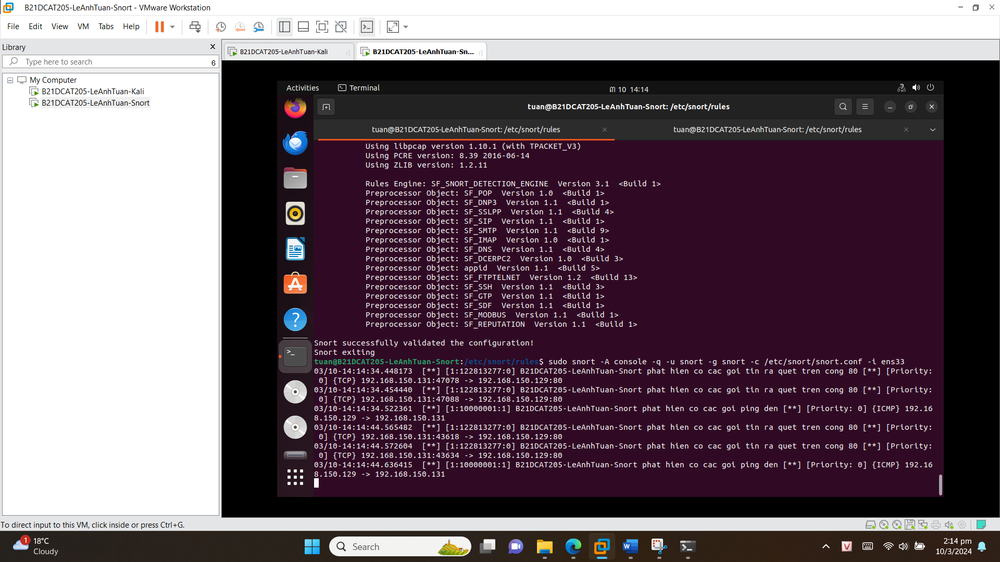 B21DCAT205-LeAnhTuan-Snort - VMware Workstation
File Edit View VM Tabs Help
Library
Type here to search 6
My Computer
B21DCAT205-LeAnhTuan-Kali
B21DCAT205-LeAnhTuan-Snort
B21DCAT205-LeAnhTuan-Kali
B21DCAT205-LeAnhTuan-Sn...
Activities Terminal
10 14:14
tuan@B21DCAT205-LeAnhTuan-Snort: /etc/snort/rules
tuan@B21DCAT205-LeAnhTuan-Snort: /etc/snort/rules
tuan@B21DCAT205-LeAnhTuan-Snort: /etc/snort/rules
Using libpcap version 1.10.1 (with TPACKET_V3)
Using PCRE version: 8.39 2016-06-14
Using ZLIB version: 1.2.11
Rules Engine: SF_SNORT_DETECTION_ENGINE  Version 3.1  <Build 1>
Preprocessor Object: SF_POP  Version 1.0  <Build 1>
Preprocessor Object: SF_DNP3  Version 1.1  <Build 1>
Preprocessor Object: SF_SSLPP  Version 1.1  <Build 4>
Preprocessor Object: SF_SIP  Version 1.1  <Build 1>
Preprocessor Object: SF_SMTP  Version 1.1  <Build 9>
Preprocessor Object: SF_IMAP  Version 1.0  <Build 1>
Preprocessor Object: SF_DNS  Version 1.1  <Build 4>
Preprocessor Object: SF_DCERPC2  Version 1.0  <Build 3>
Preprocessor Object: appid  Version 1.1  <Build 5>
Preprocessor Object: SF_FTPTELNET  Version 1.2  <Build 13>
Preprocessor Object: SF_SSH  Version 1.1  <Build 3>
Preprocessor Object: SF_GTP  Version 1.1  <Build 1>
Preprocessor Object: SF_SDF  Version 1.1  <Build 1>
Preprocessor Object: SF_MODBUS  Version 1.1  <Build 1>
Preprocessor Object: SF_REPUTATION  Version 1.1  <Build 1>
Snort successfully validated the configuration!
Snort exiting
tuan@B21DCAT205-LeAnhTuan-Snort:/etc/snort/rules$ sudo snort -A console -q -u snort -g snort -c /etc/snort/snort.conf -i ens33
03/10-14:14:34.448173  [**] [1:122813277:0] B21DCAT205-LeAnhTuan-Snort phat hien co cac goi tin ra quet tren cong 80 [**] [Priority:
0] {TCP} 192.168.150.131:47078 -> 192.168.150.129:80
03/10-14:14:34.454440  [**] [1:122813277:0] B21DCAT205-LeAnhTuan-Snort phat hien co cac goi tin ra quet tren cong 80 [**] [Priority:
0] {TCP} 192.168.150.131:47088 -> 192.168.150.129:80
03/10-14:14:34.522361  [**] [1:10000001:1] B21DCAT205-LeAnhTuan-Snort phat hien co cac goi ping den [**] [Priority: 0] {ICMP} 192.16
8.150.129 -> 192.168.150.131
03/10-14:14:44.565482  [**] [1:122813277:0] B21DCAT205-LeAnhTuan-Snort phat hien co cac goi tin ra quet tren cong 80 [**] [Priority:
0] {TCP} 192.168.150.131:43618 -> 192.168.150.129:80
03/10-14:14:44.572604  [**] [1:122813277:0] B21DCAT205-LeAnhTuan-Snort phat hien co cac goi tin ra quet tren cong 80 [**] [Priority:
0] {TCP} 192.168.150.131:43634 -> 192.168.150.129:80
03/10-14:14:44.636415  [**] [1:10000001:1] B21DCAT205-LeAnhTuan-Snort phat hien co cac goi ping den [**] [Priority: 0] {ICMP} 192.16
8.150.129 -> 192.168.150.131
To direct input to this VM, click inside or press Ctrl+G.
1
18°C
Cloudy
Search
2:14 pm
10/3/2024